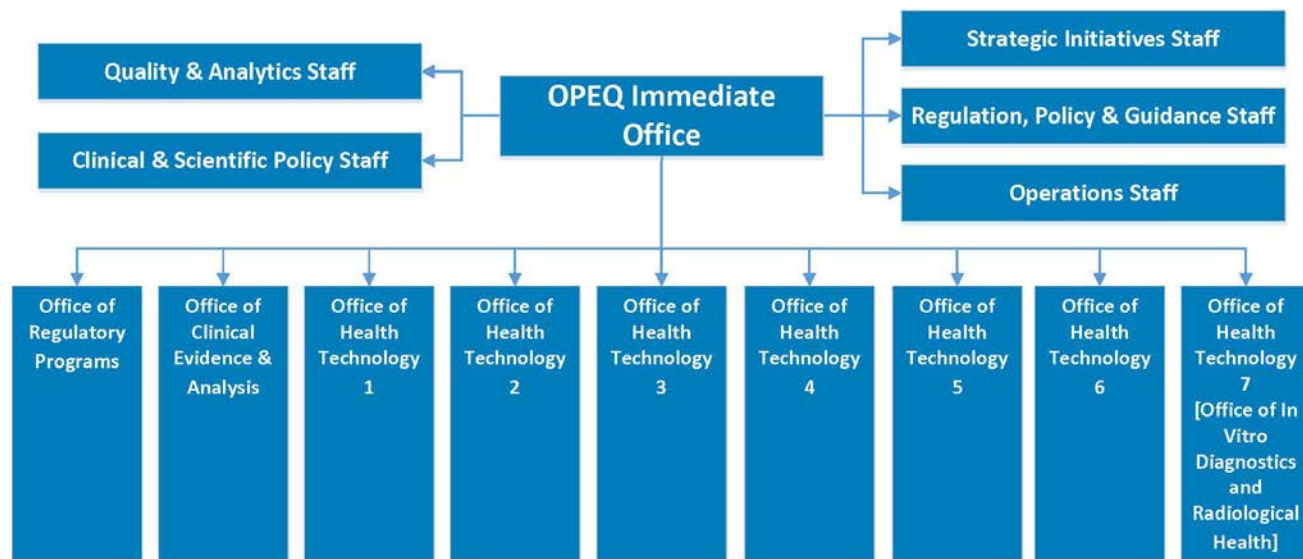 Quality & Analytics Staff
Clinical & Scientific Policy Staff
OPEQ Immediate
Office
Strategic Initiatives Staff
Regulation, Policy & Guidance Staff
Operations Staff
Office of
Regulatory
Programs
Office of
Clinical
Evidence &
Analysis
Office of
Health
Technology
1
Office of
Health
Technology
2
Office of
Health
Technology
3
Office of
Health
Technology
4
Office of
Health
Technology
5
Office of
Health
Technology
6
Office of
Health
Technology
7
[Office of In
Vitro
Diagnostics
and
Radiological
Health]